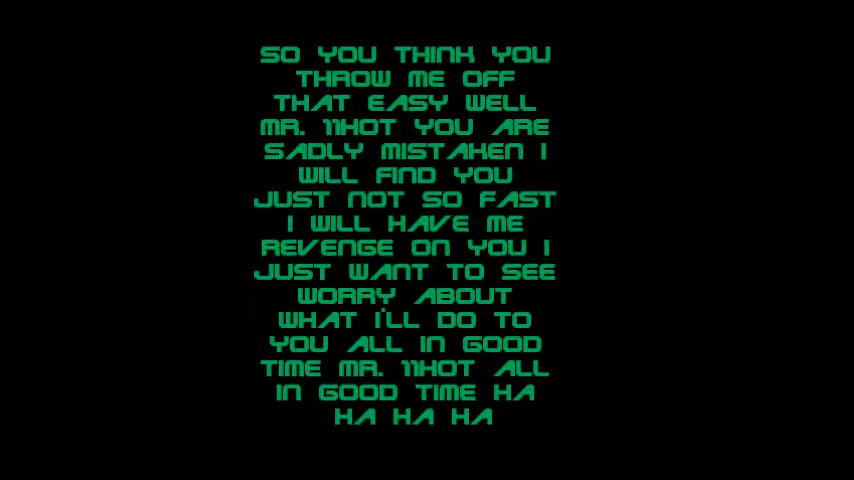 SO YOU THINK YOU
THROW ME OFF
THAT EASY WELL
MR. 11HOT YOU ARE
SADLY MISTAKEN I
WILL FIND YOU
JUST NOT SO FAST
I WILL HAVE ME
REVENGE ON YOU I
JUST WANT TO SEE
WORRY ABOUT
WHAT I'LL DO TO
YOU ALL IN GOOD
TIME MR. 11HOT ALL
IN GOOD TIME HA
HA HA HA